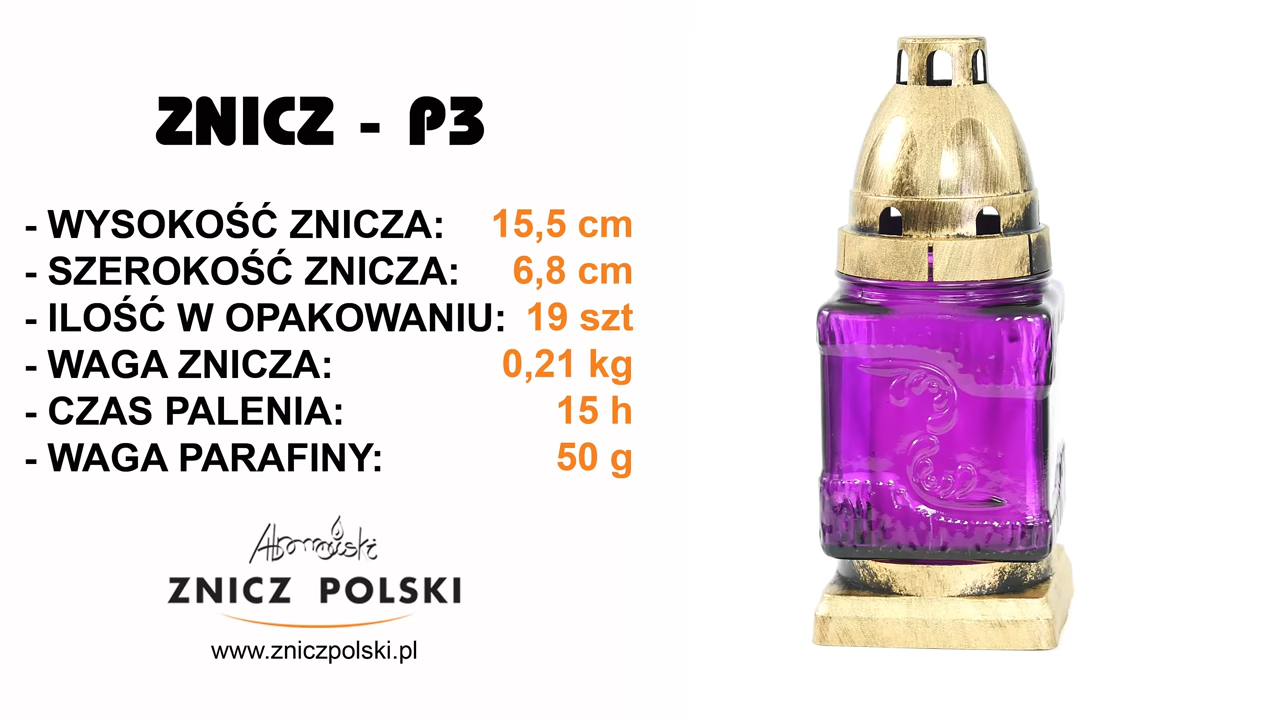 ZNICZ - P3
- WYSOKOŚĆ ZNICZA: 15,5 cm
- SZEROKOŚĆ ZNICZA: 6,8 cm
- ILOŚĆ W OPAKOWANIU: 19 szt
- WAGA ZNICZA: 0,21 kg
- CZAS PALENIA: 15 h
- WAGA PARAFINY: 50 g
ZNICZ POLSKI
www.zniczpolski.pl